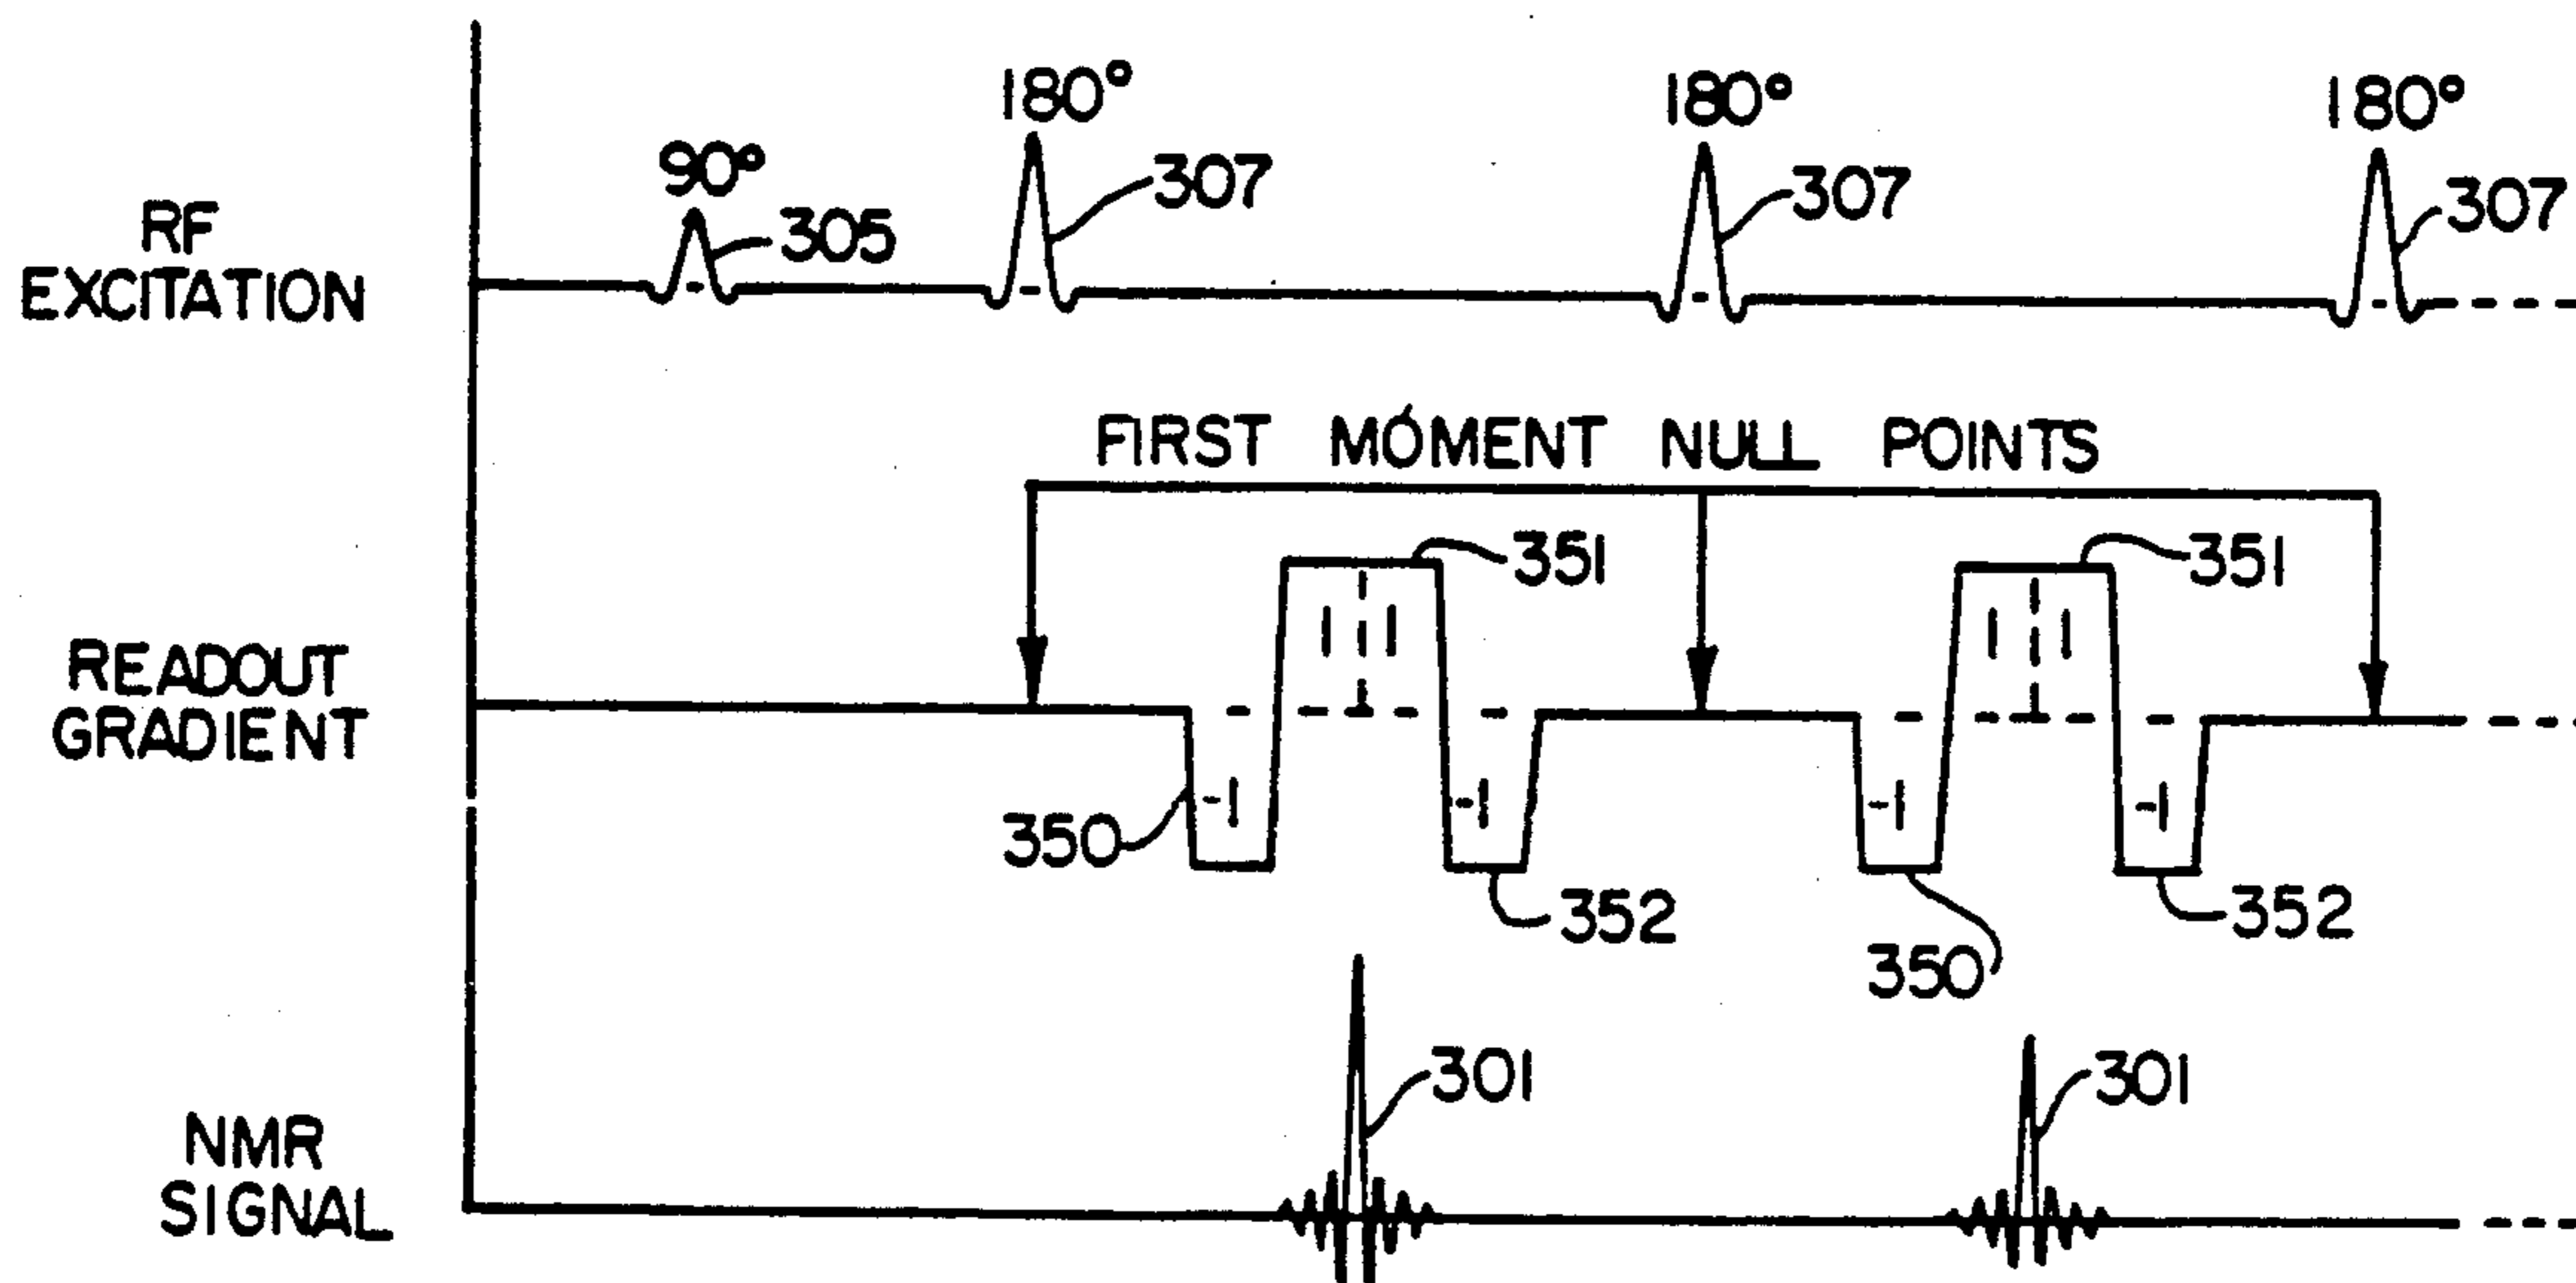 180° 180° 180°
90°
305 307 307 307
RF
EXCITATION
FIRST MOMENT NULL POINTS
351 351
1 1 1 1
READOUT
GRADIENT
-1 -1 -1 -1
350 352 350 352
301 301
NMR
SIGNAL